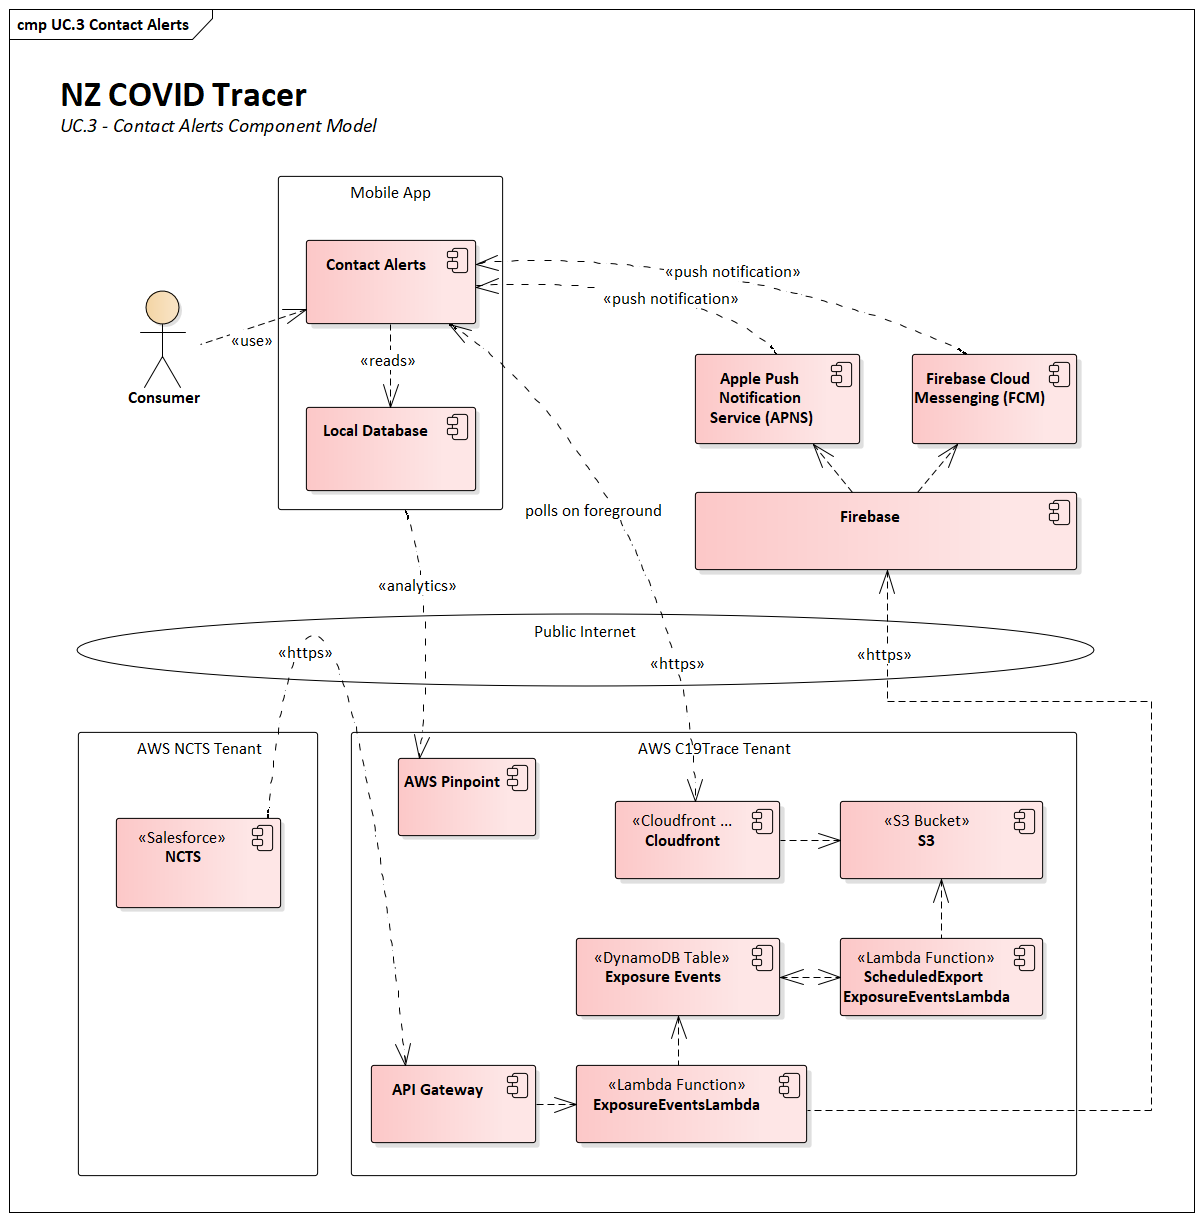 cmp UC.3 Contact Alerts
NZ COVID Tracer
UC.3 - Contact Alerts Component Model
Mobile App
Contact Alerts
«push notification»
«push notification»
«use»
«reads»
Consumer
Apple Push
Notification
Service (APNS)
Firebase Cloud
Messenging (FCM)
Local Database
polls on foreground
Firebase
«analytics»
Public Internet
«https»
«https»
«https»
AWS NCTS Tenant
AWS C19Trace Tenant
AWS Pinpoint
«Salesforce»
NCTS
«Cloudfront ...
Cloudfront
«S3 Bucket»
S3
«DynamoDB Table»
Exposure Events
«Lambda Function»
ScheduledExport
ExposureEventsLambda
API Gateway
«Lambda Function»
ExposureEventsLambda